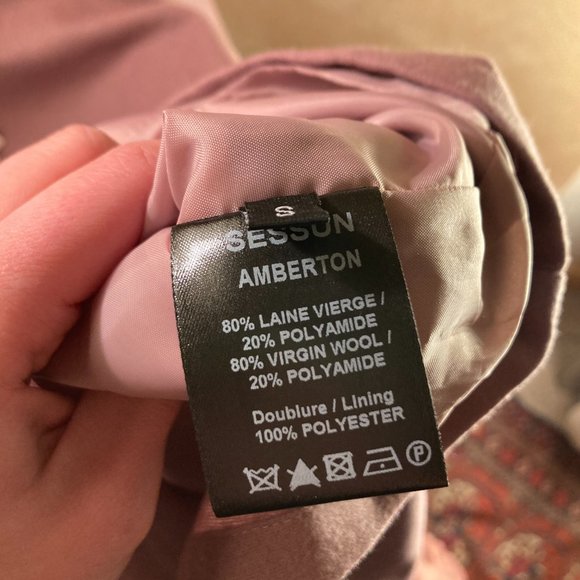 S
SESSUN
AMBERTON
80% LAINE VIERGE /
20% POLYAMIDE
80% VIRGIN WOOL /
20% POLYAMIDE
Doublure / Lining
100% POLYESTER
P